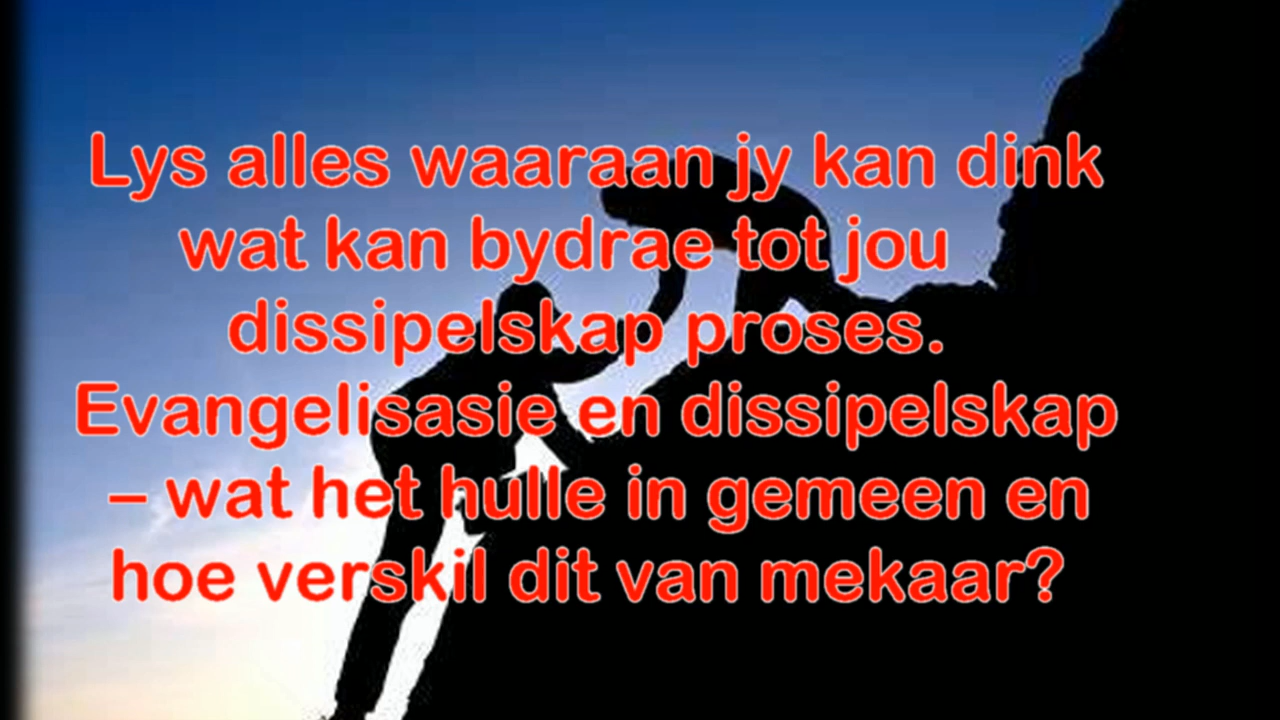 Lys alles waaraan jy kan dink
wat kan bydrae tot jou
dissipelskap proses.
Evangelisasie en dissipelskap
– wat het hulle in gemeen en
hoe verskil dit van mekaar?